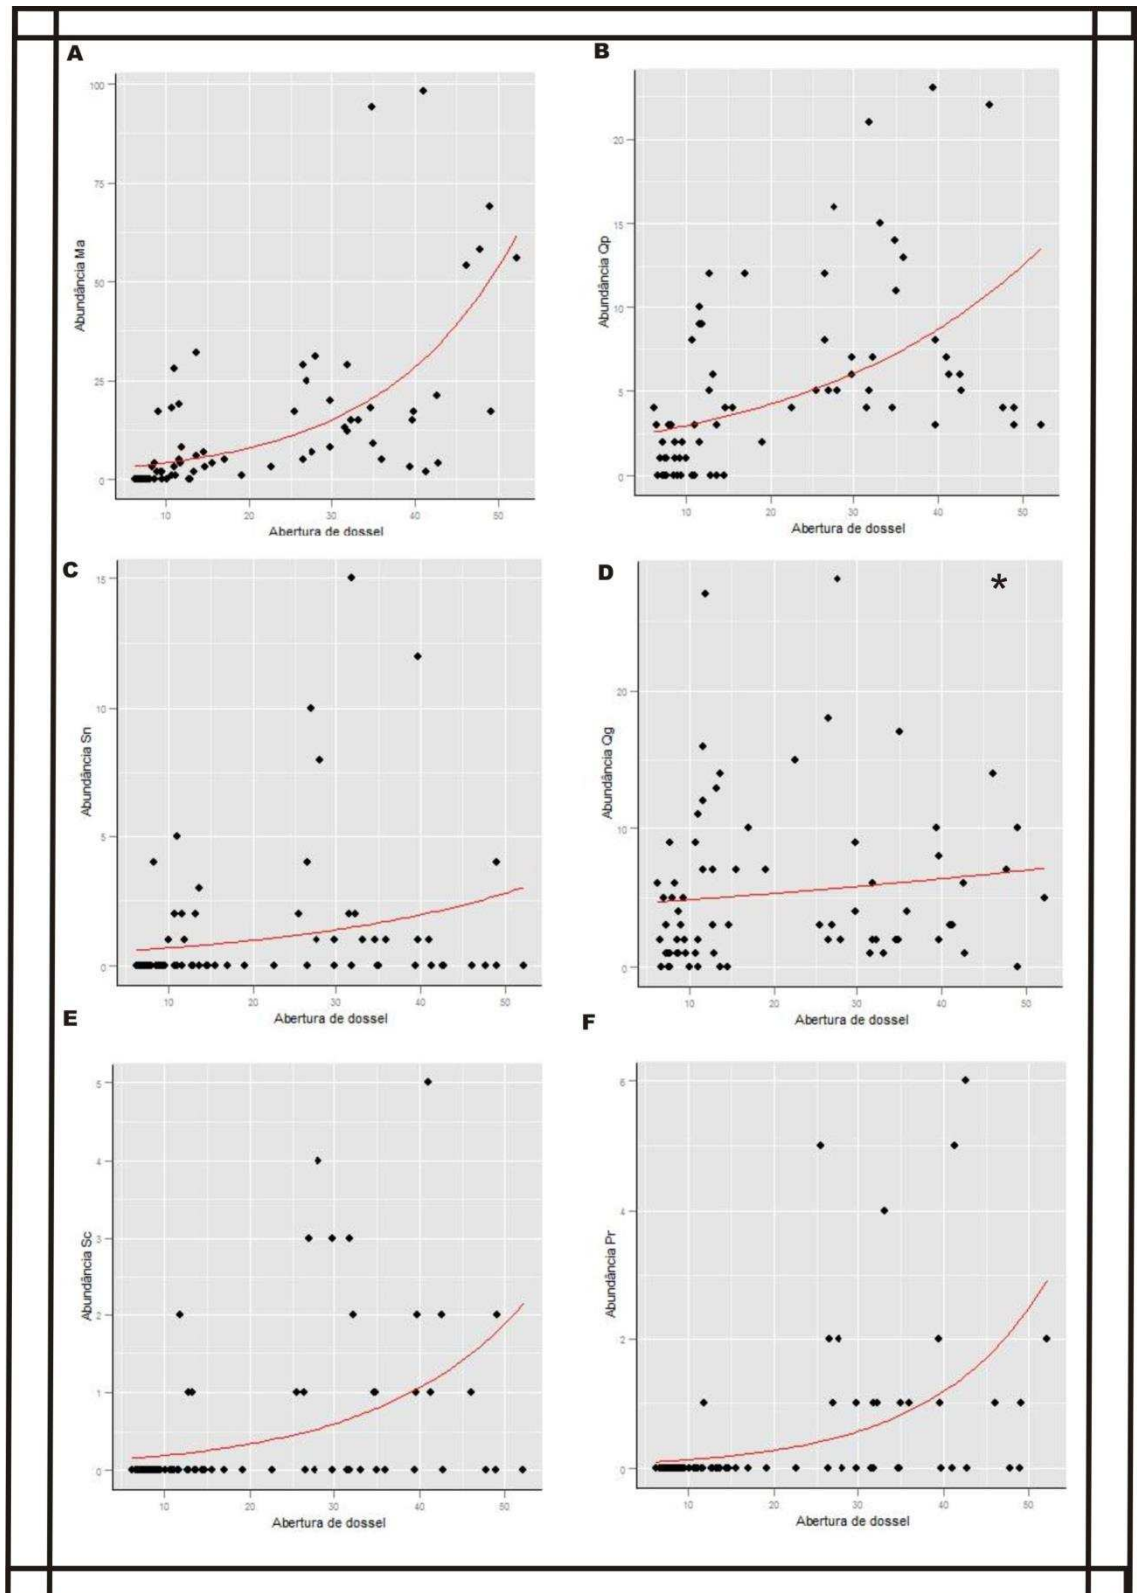 A
100
75
50
25
0
Abundância Ma
10 20 30 40 50
Abertura de dossel
B
20
15
10
5
0
Abundância Qp
10 20 30 40 50
Abertura de dossel
C
15
10
5
0
Abundância Sn
10 20 30 40 50
Abertura de dossel
D
*
20
10
0
Abundância Qg
10 20 30 40 50
Abertura de dossel
E
5
4
3
2
1
0
Abundância Sc
10 20 30 40 50
Abertura de dossel
F
6
4
2
0
Abundância Pr
10 20 30 40 50
Abertura de dossel